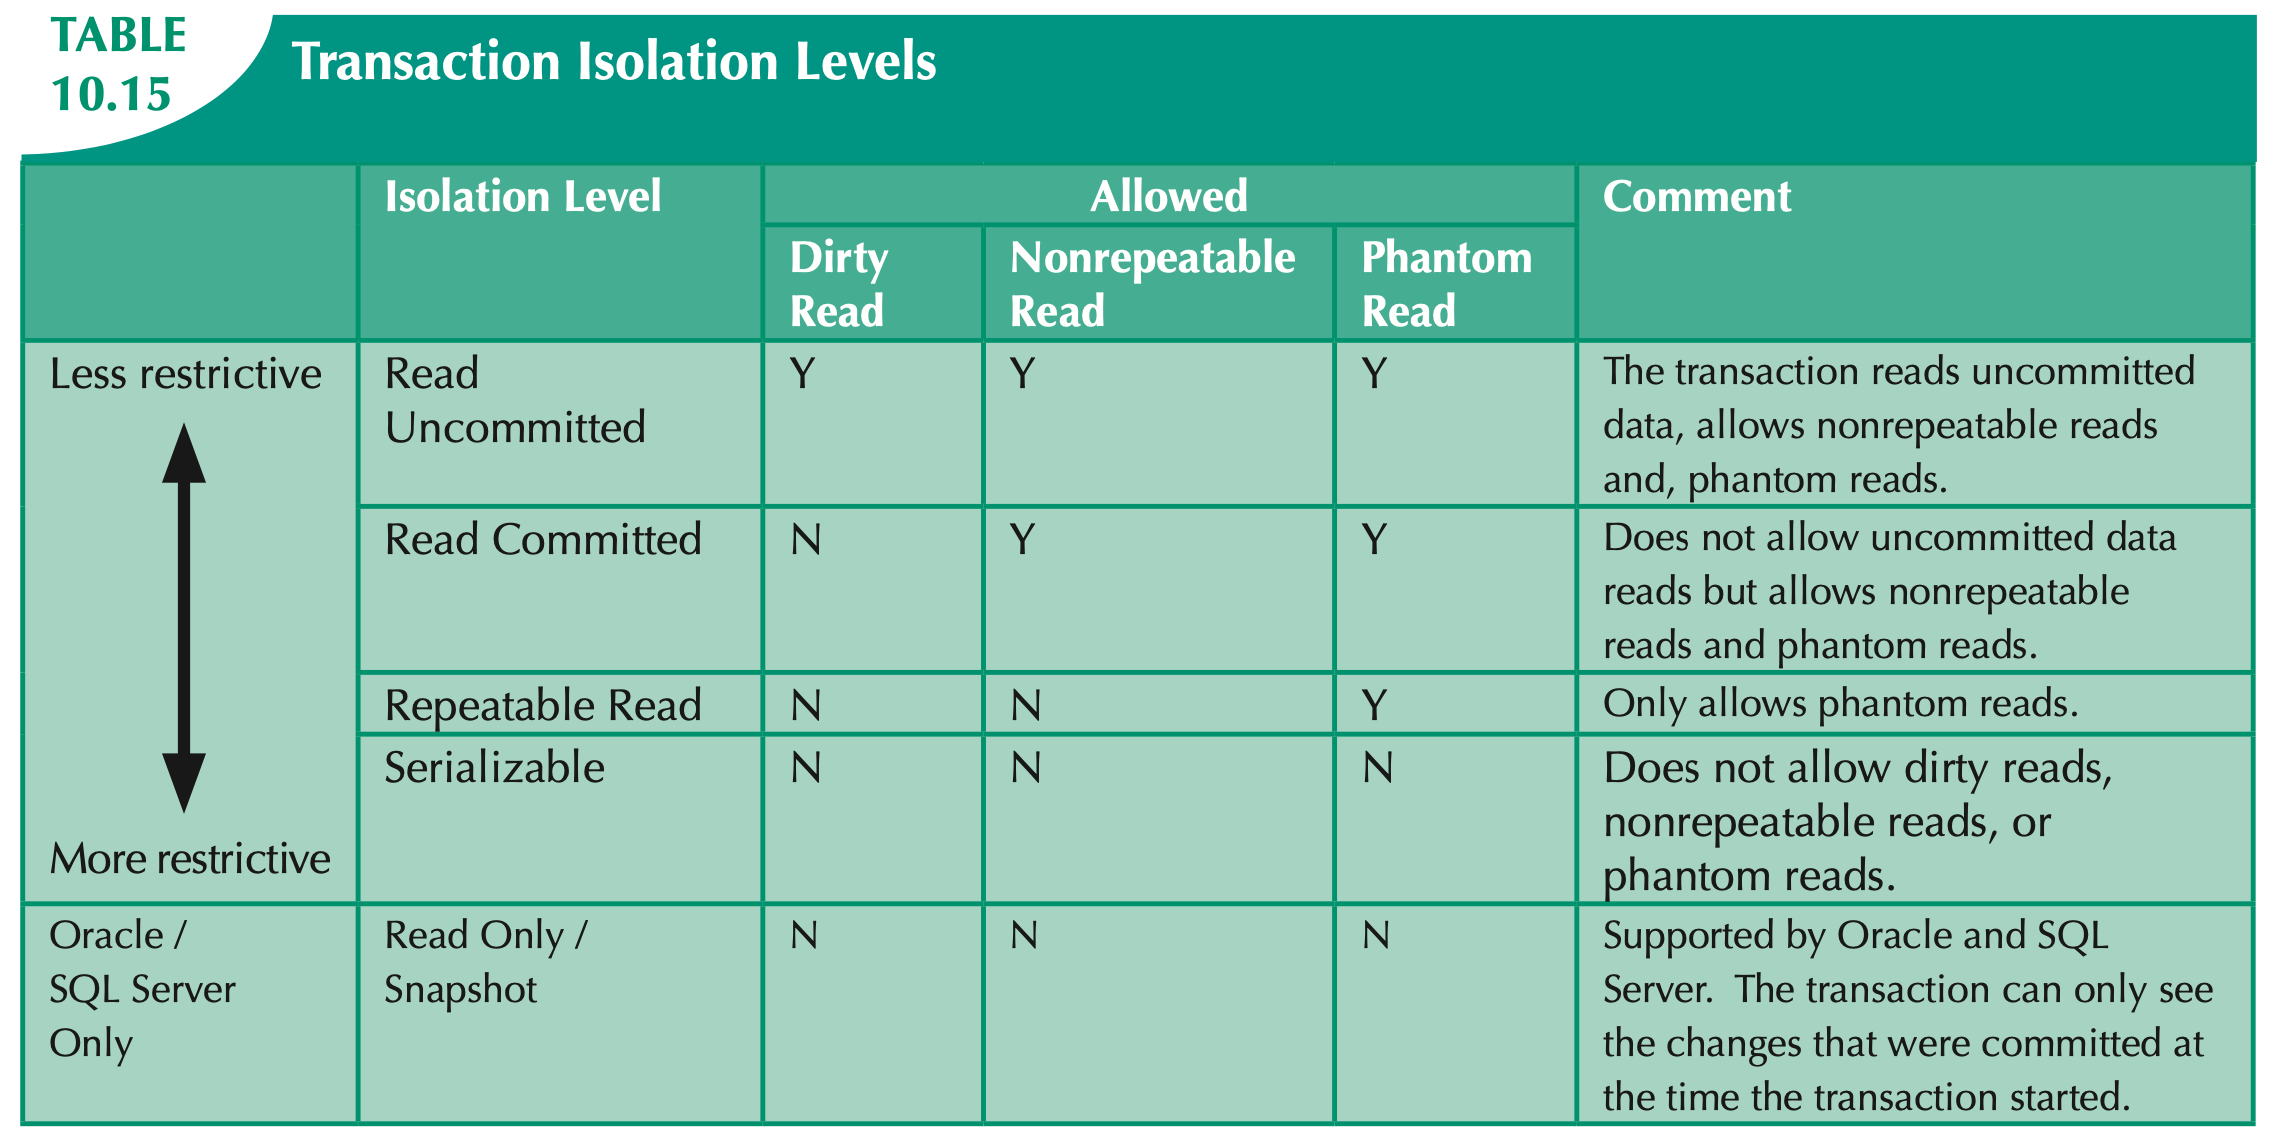 TABLE
10.15
Transaction Isolation Levels
Isolation Level
Allowed
Comment
Dirty
Read
Nonrepeatable
Read
Phantom
Read
Less restrictive
More restrictive
Read
Uncommitted
Y
Y
Y
The transaction reads uncommitted
data, allows nonrepeatable reads
and, phantom reads.
Read Committed
N
Y
Y
Does not allow uncommitted data
reads but allows nonrepeatable
reads and phantom reads.
Repeatable Read
N
N
Y
Only allows phantom reads.
Serializable
N
N
N
Does not allow dirty reads,
nonrepeatable reads, or
phantom reads.
Oracle /
SQL Server
Only
Read Only /
Snapshot
N
N
N
Supported by Oracle and SQL
Server.  The transaction can only see
the changes that were committed at
the time the transaction started.